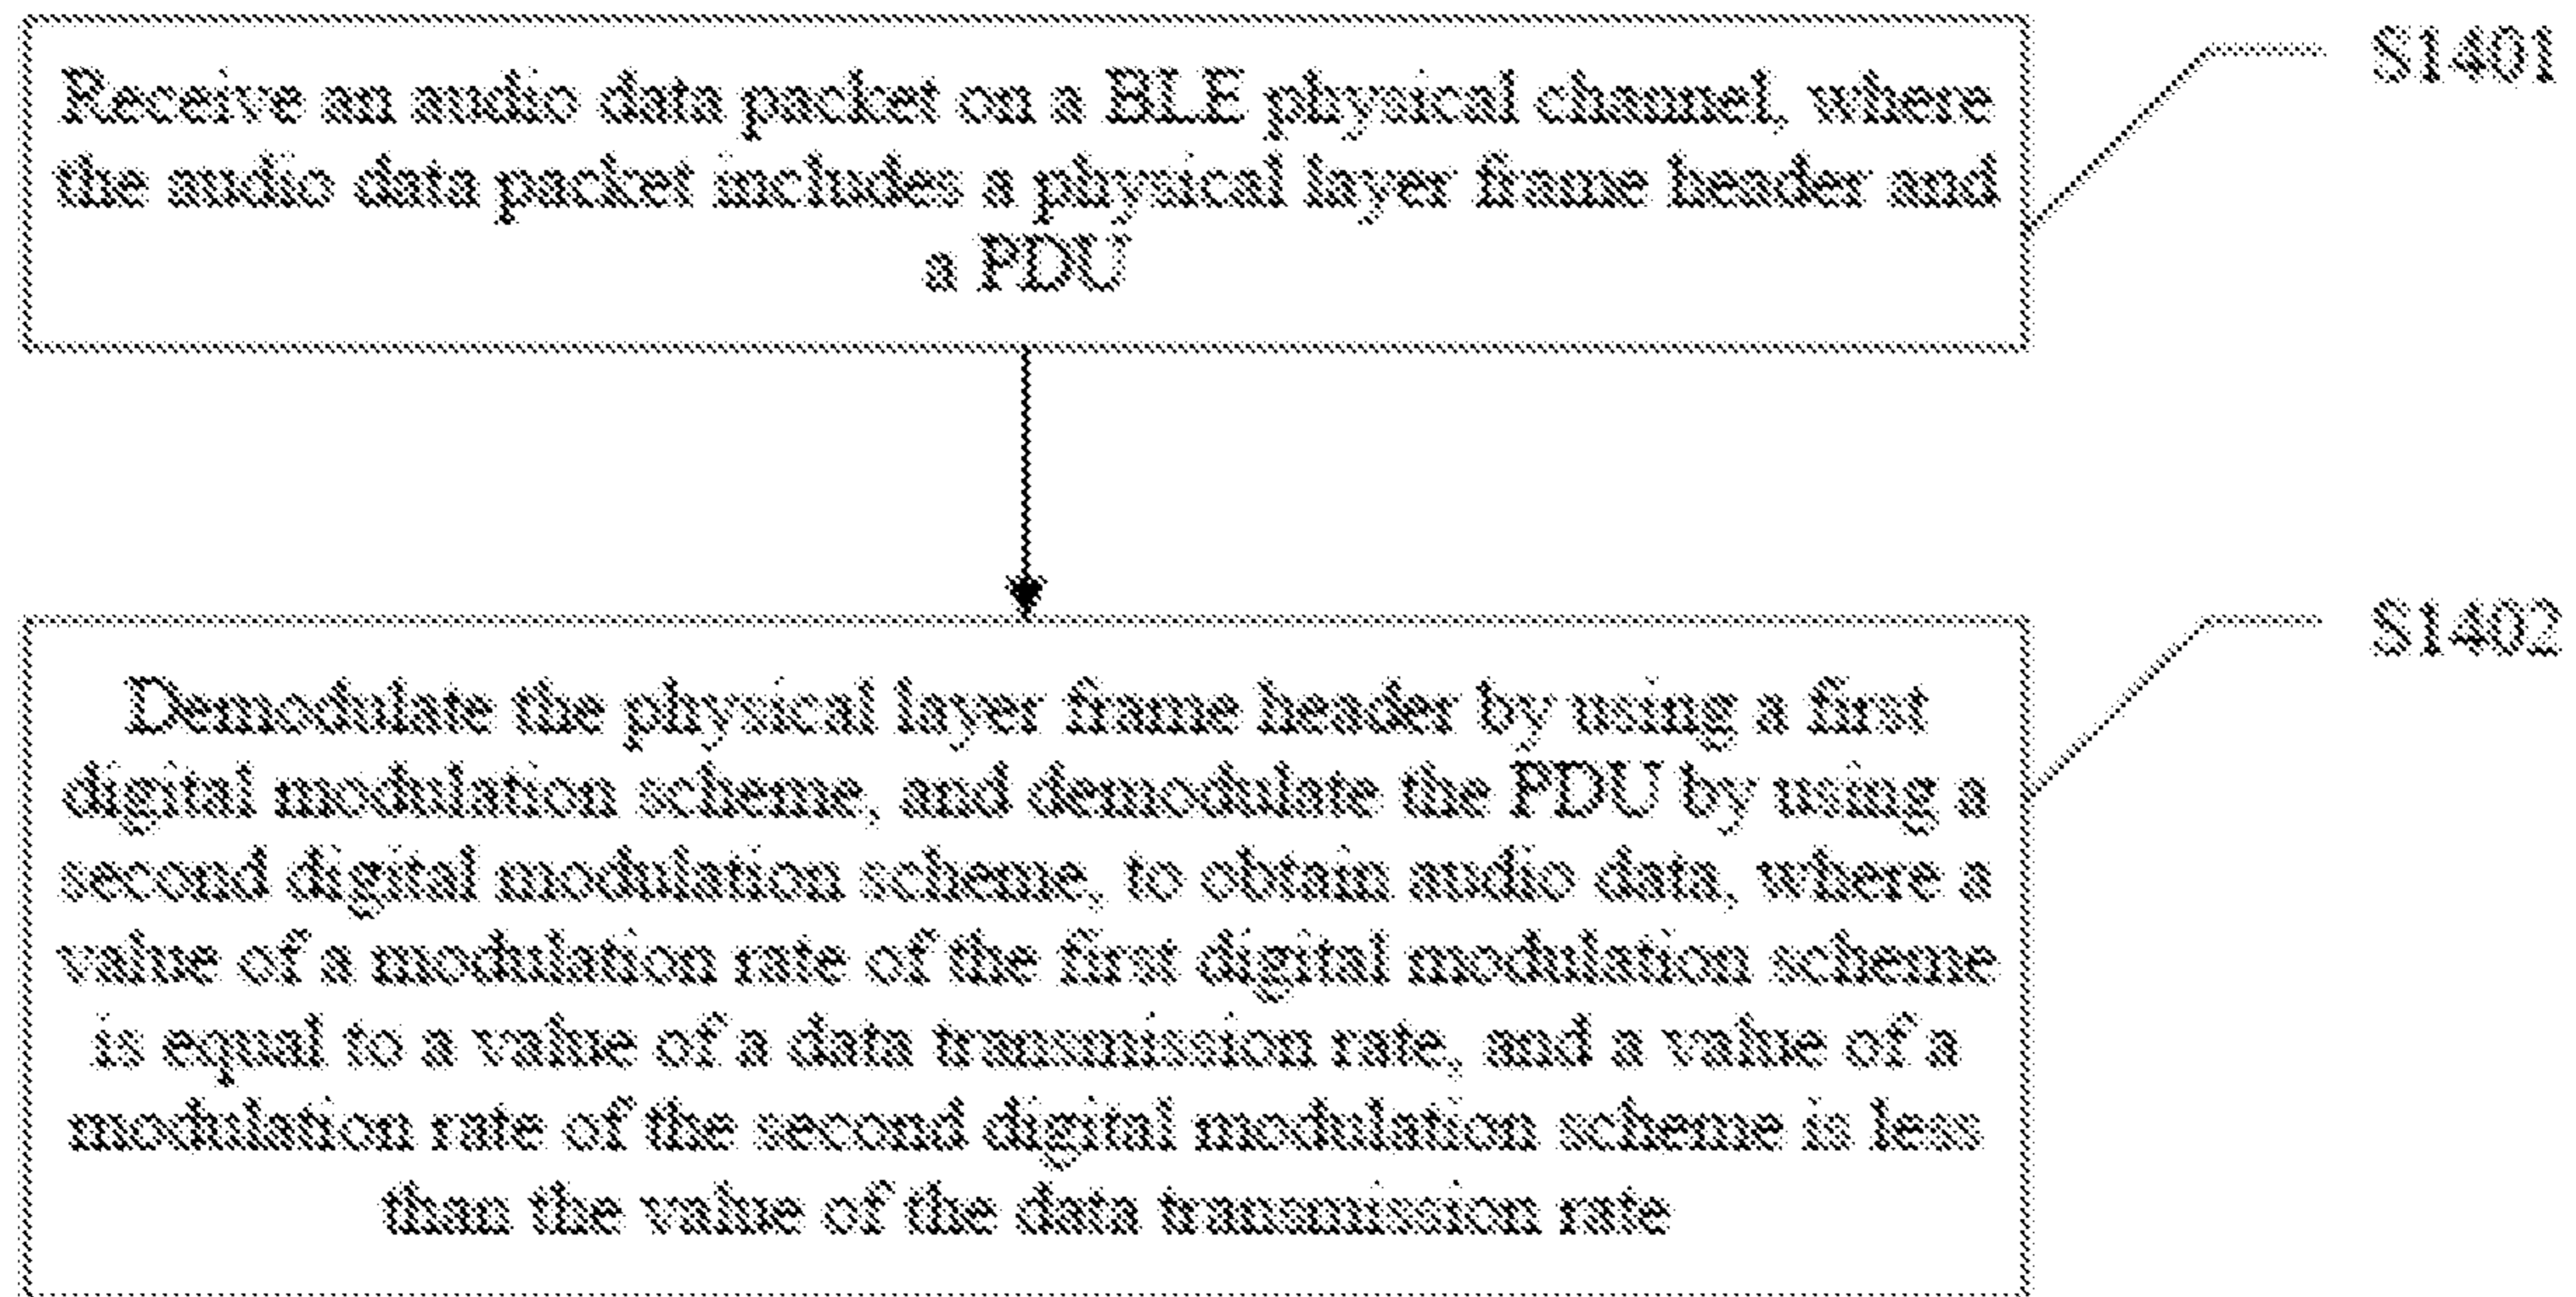 Receive an audio data packet on a BLE physical channel, where
the audio data packet includes a physical layer frame header and
a PDU
S1401
Demodulate the physical layer frame header by using a first
digital modulation scheme, and demodulate the PDU by using a
second digital modulation scheme, to obtain audio data, where a
value of a modulation rate of the first digital modulation scheme
is equal to a value of a data transmission rate, and a value of a
modulation rate of the second digital modulation scheme is less
than the value of the data transmission rate
S1402